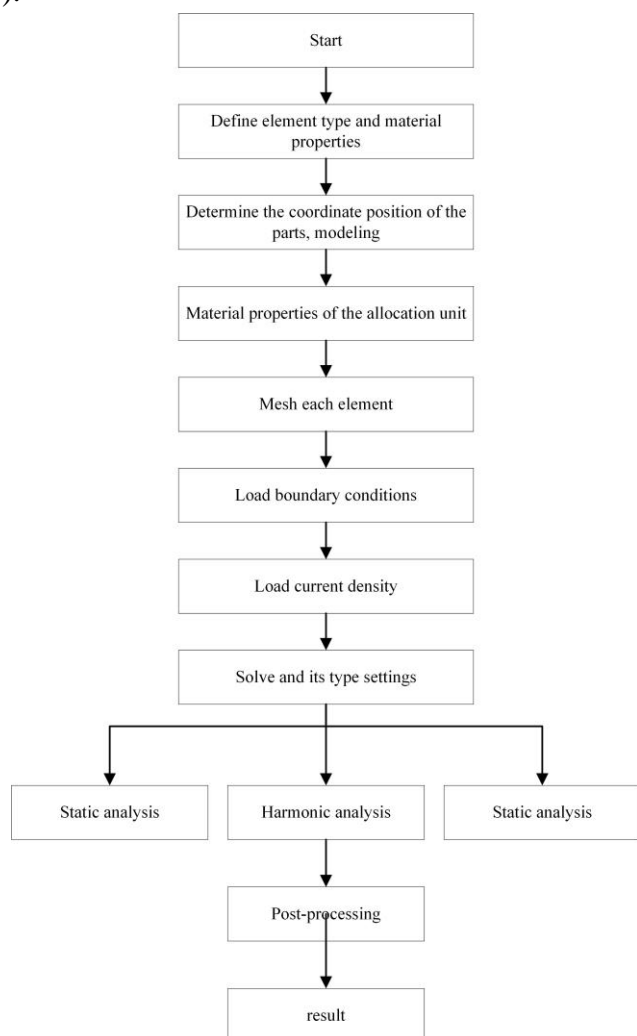 ).
Start
Define element type and material
properties
Determine the coordinate position of the
parts, modeling
Material properties of the allocation unit
Mesh each element
Load boundary conditions
Load current density
Solve and its type settings
Static analysis
Harmonic analysis
Static analysis
Post-processing
result